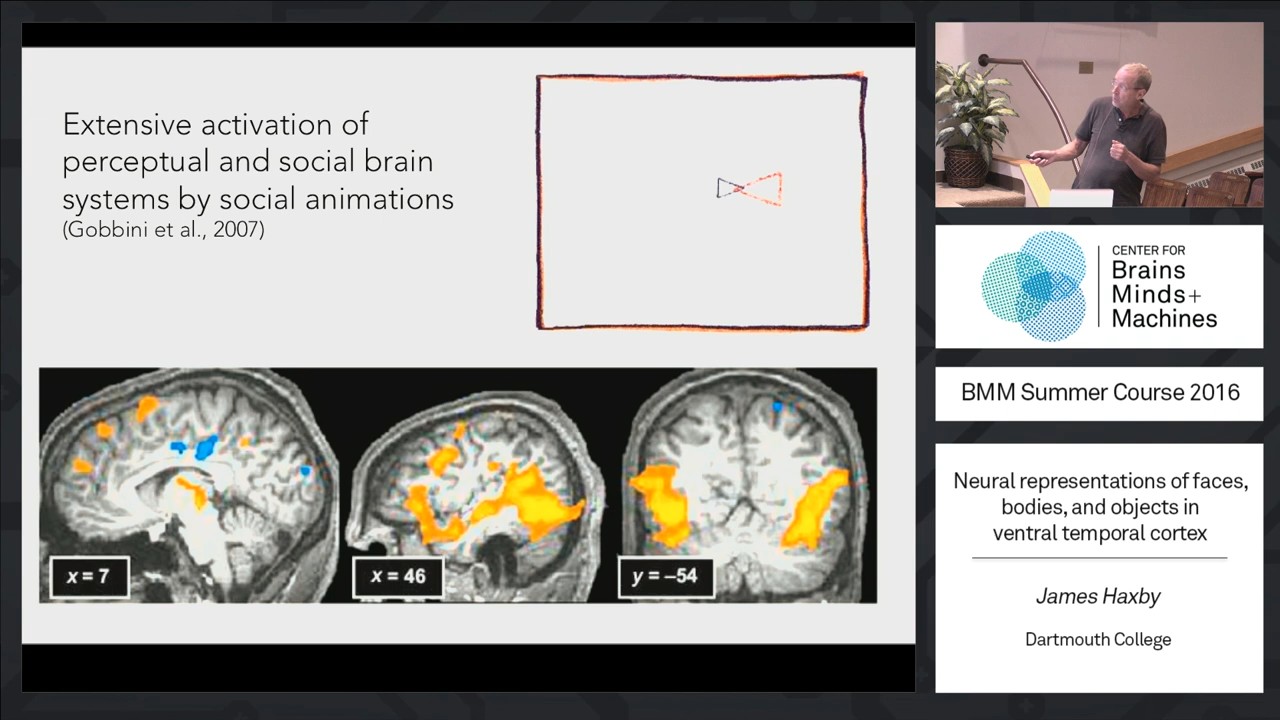 Extensive activation of
perceptual and social brain
systems by social animations
(Gobbini et al., 2007)
x = 7
x = 46
y = –54
CENTER FOR
Brains
Minds+
Machines
BMM Summer Course 2016
Neural representations of faces,
bodies, and objects in
ventral temporal cortex
James Haxby
Dartmouth College